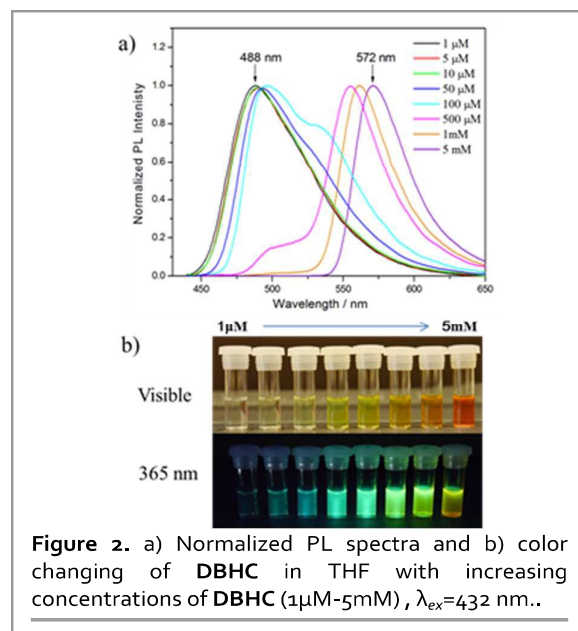 a)
488 nm
572 nm
1 μM
5 μM
10 μM
50 μM
100 μM
500 μM
1mM
5 mM
Normalized PL Intenisty
1.0
0.8
0.6
0.4
0.2
0.0
450
500
550
600
650
Wavelength / nm
1μM
5mM
b)
Visible
365 nm
Figure 2. a) Normalized PL spectra and b) color
changing of DBHC in THF with increasing
concentrations of DBHC (1μM-5mM) , λex=432 nm..